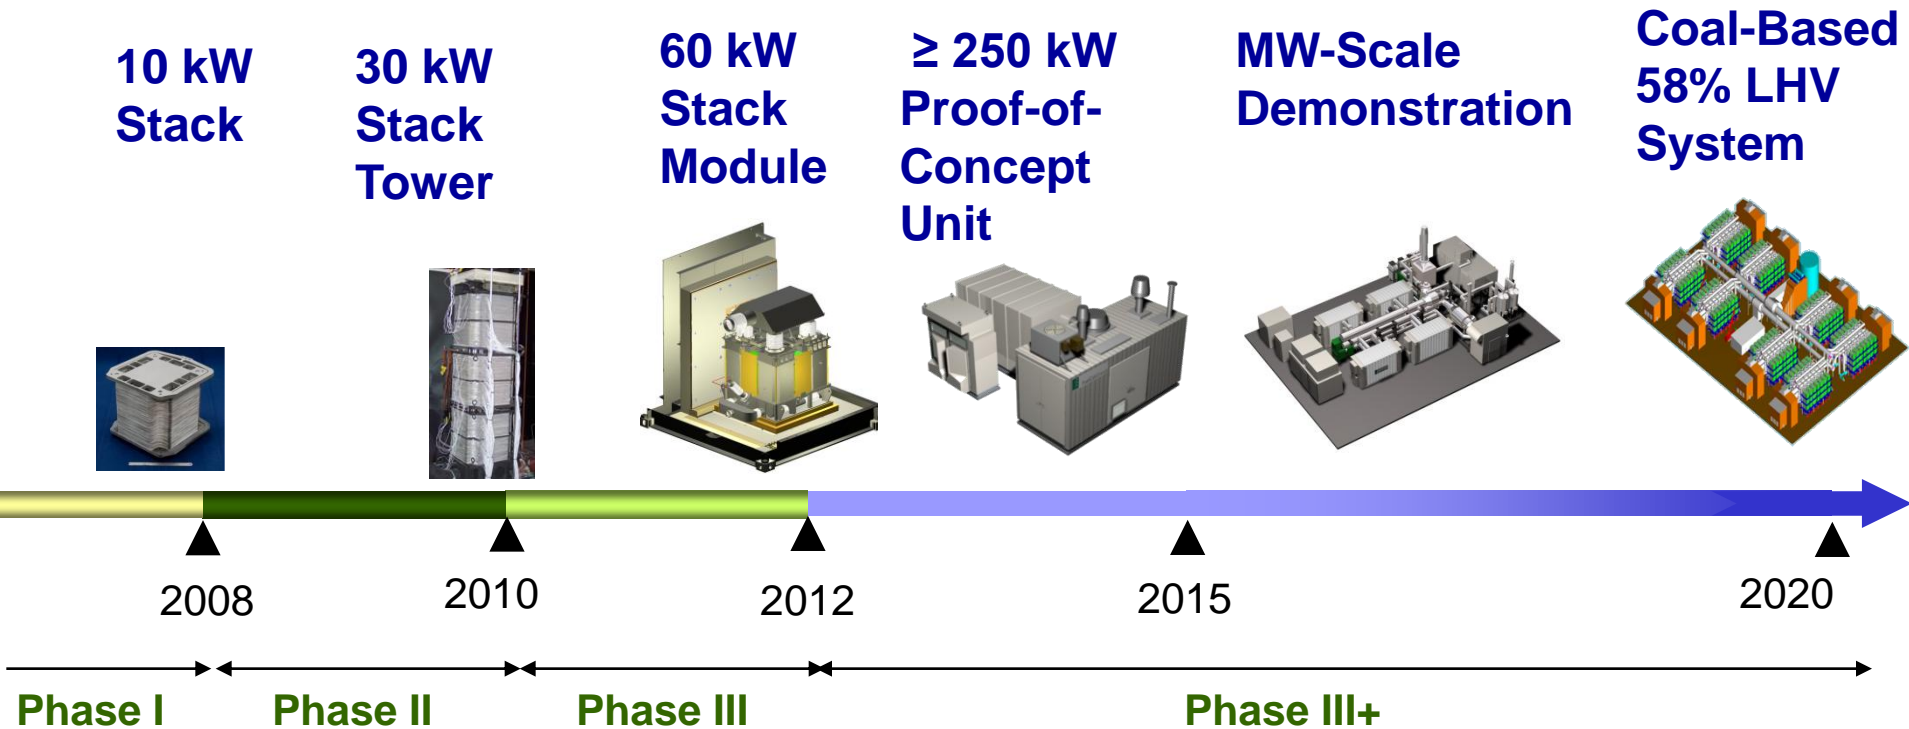 10 kW
Stack
30 kW
Stack
Tower
60 kW
Stack
Module
≥ 250 kW
Proof-of-
Concept
Unit
MW-Scale
Demonstration
Coal-Based
58% LHV
System
2008
2010
2012
2015
2020
Phase I
Phase II
Phase III
Phase III+